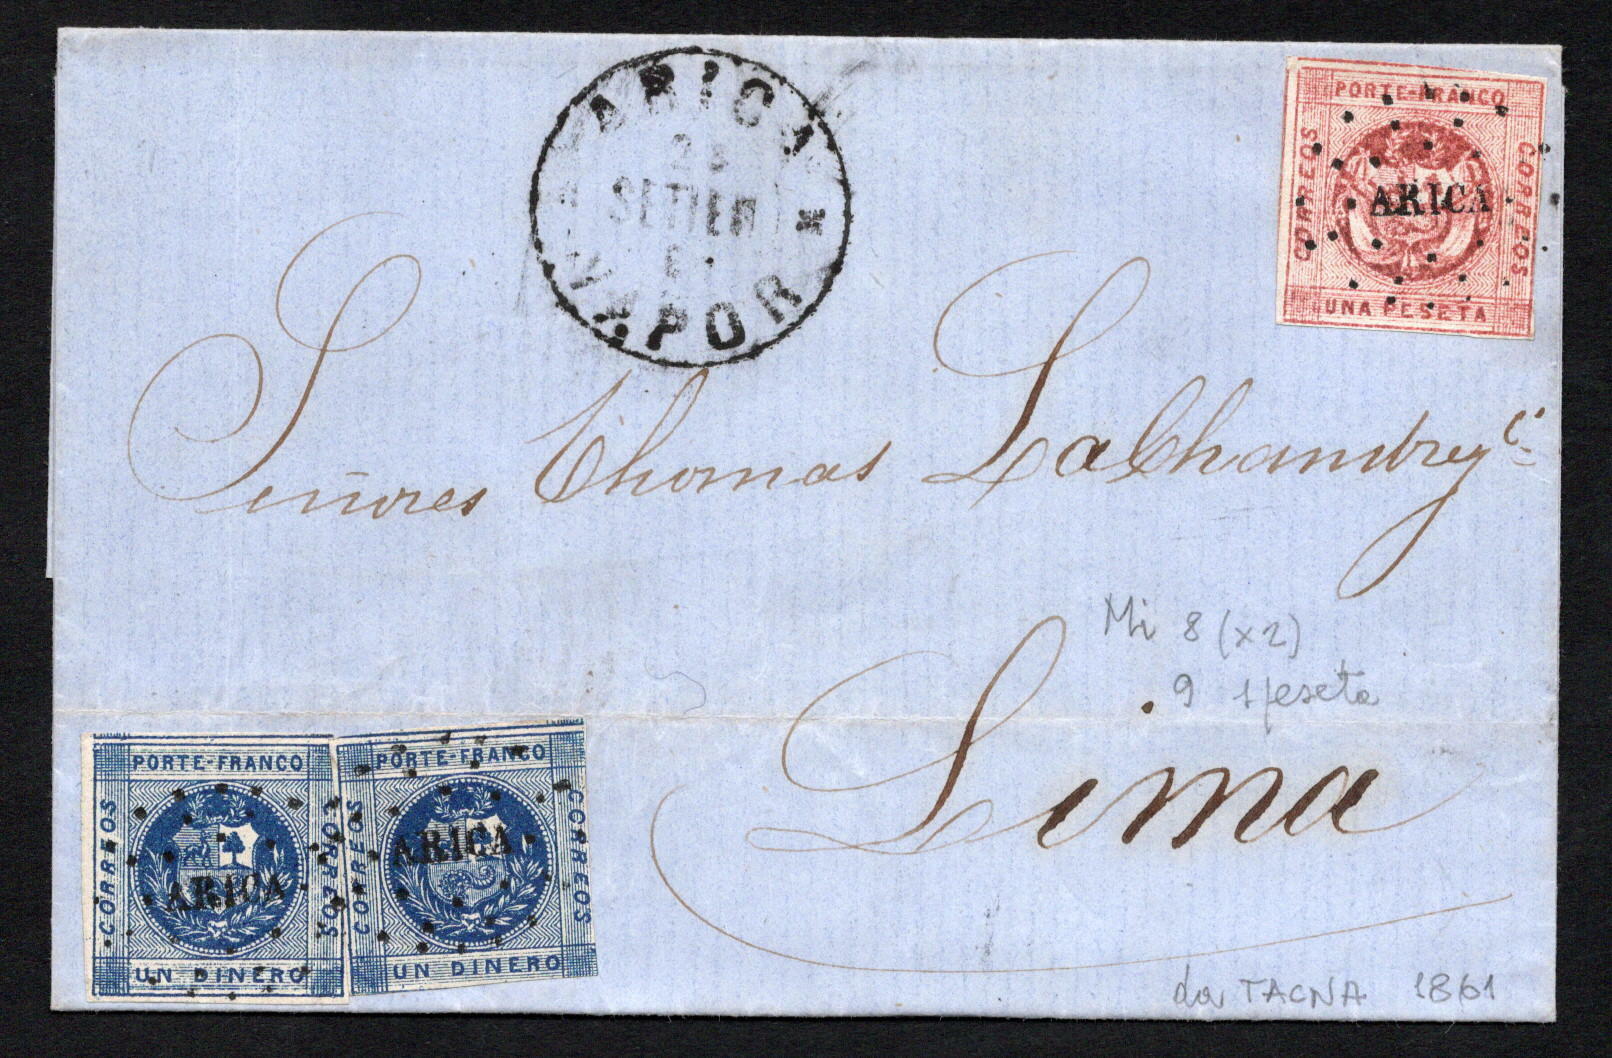 ARICA
SETIEM
VAPOR
PORTE-FRANCO
CORREOS
ARICA
CORREOS
UNA PESETA
Señores Thomas LaChambre y Cª
Mi 8 (x2)
9 1 peseta
Lima
PORTE-FRANCO
CORREOS
ARICA
CORREOS
UN DINERO
PORTE-FRANCO
CORREOS
ARICA
CORREOS
UN DINERO
da TACNA 1861